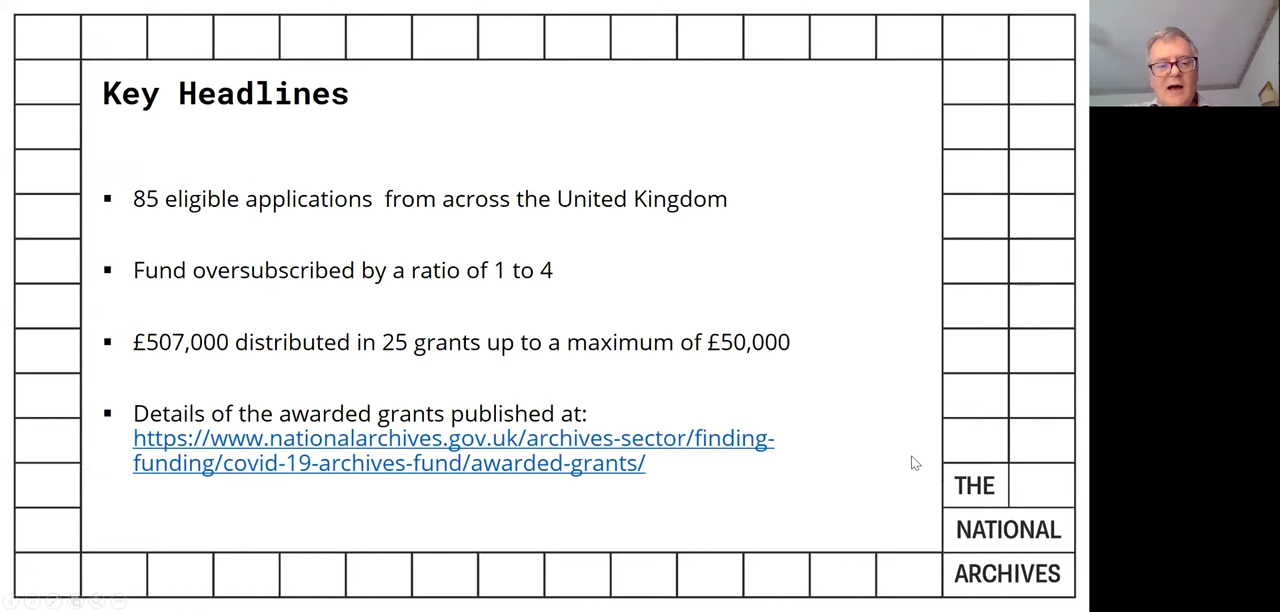 Key Headlines
▪ 85 eligible applications  from across the United Kingdom
▪ Fund oversubscribed by a ratio of 1 to 4
▪ £507,000 distributed in 25 grants up to a maximum of £50,000
▪ Details of the awarded grants published at:
https://www.nationalarchives.gov.uk/archives-sector/finding-
funding/covid-19-archives-fund/awarded-grants/
THE
NATIONAL
ARCHIVES